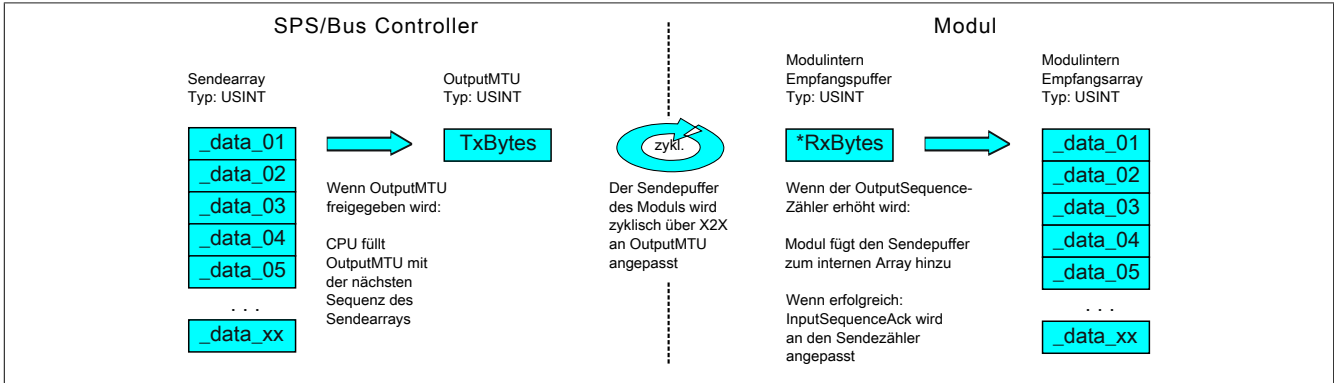 SPS/Bus Controller
Modul
Sendearray
Typ: USINT
OutputMTU
Typ: USINT
Modulintern
Empfangspuffer
Typ: USINT
Modulintern
Empfangsarray
Typ: USINT
_data_01
_data_02
_data_03
_data_04
_data_05
. . .
_data_xx
TxBytes
Wenn OutputMTU
freigegeben wird:
CPU füllt
OutputMTU mit
der nächsten
Sequenz des
Sendearrays
zykl.
Der Sendepuffer
des Moduls wird
zyklisch über X2X
an OutputMTU
angepasst
*RxBytes
Wenn der OutputSequence-
Zähler erhöht wird:
Modul fügt den Sendepuffer
zum internen Array hinzu
Wenn erfolgreich:
InputSequenceAck wird
an den Sendezähler
angepasst
_data_01
_data_02
_data_03
_data_04
_data_05
. . .
_data_xx